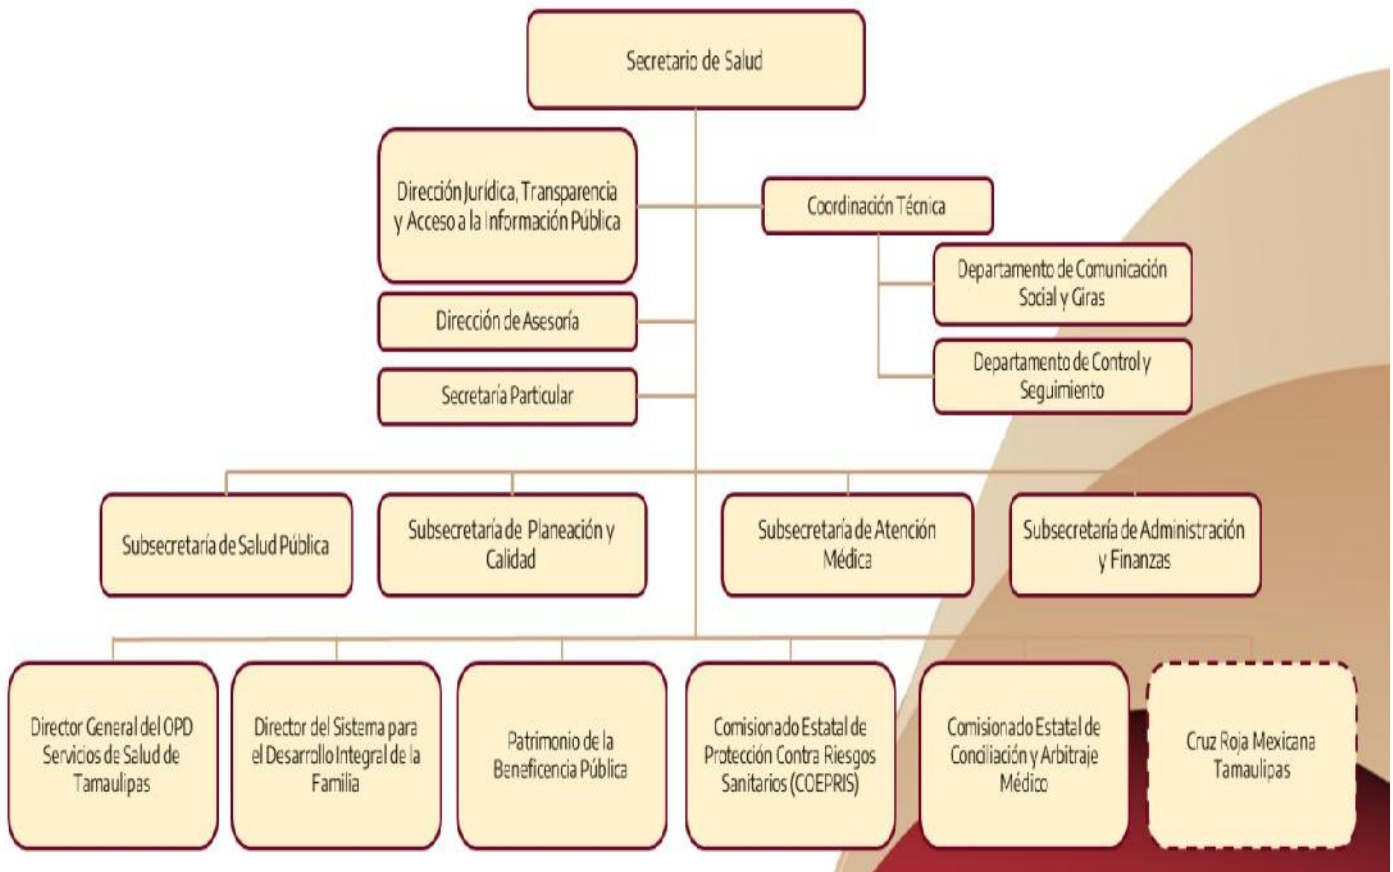 Secretario de Salud
Dirección Jurídica, Transparencia
y Acceso a la Información Pública
Coordinación Técnica
Departamento de Comunicación
Social y Giras
Dirección de Asesoría
Departamento de Control y
Seguimiento
Secretaría Particular
Subsecretaría de Salud Pública
Subsecretaría de Planeación y
Calidad
Subsecretaría de Atención
Médica
Subsecretaría de Administración
y Finanzas
Director General del OPD
Servicios de Salud de
Tamaulipas
Director del Sistema para
el Desarrollo Integral de la
Familia
Patrimonio de la
Beneficencia Pública
Comisionado Estatal de
Protección Contra Riesgos
Sanitarios (COEPRIS)
Comisionado Estatal de
Conciliación y Arbitraje
Médico
Cruz Roja Mexicana
Tamaulipas